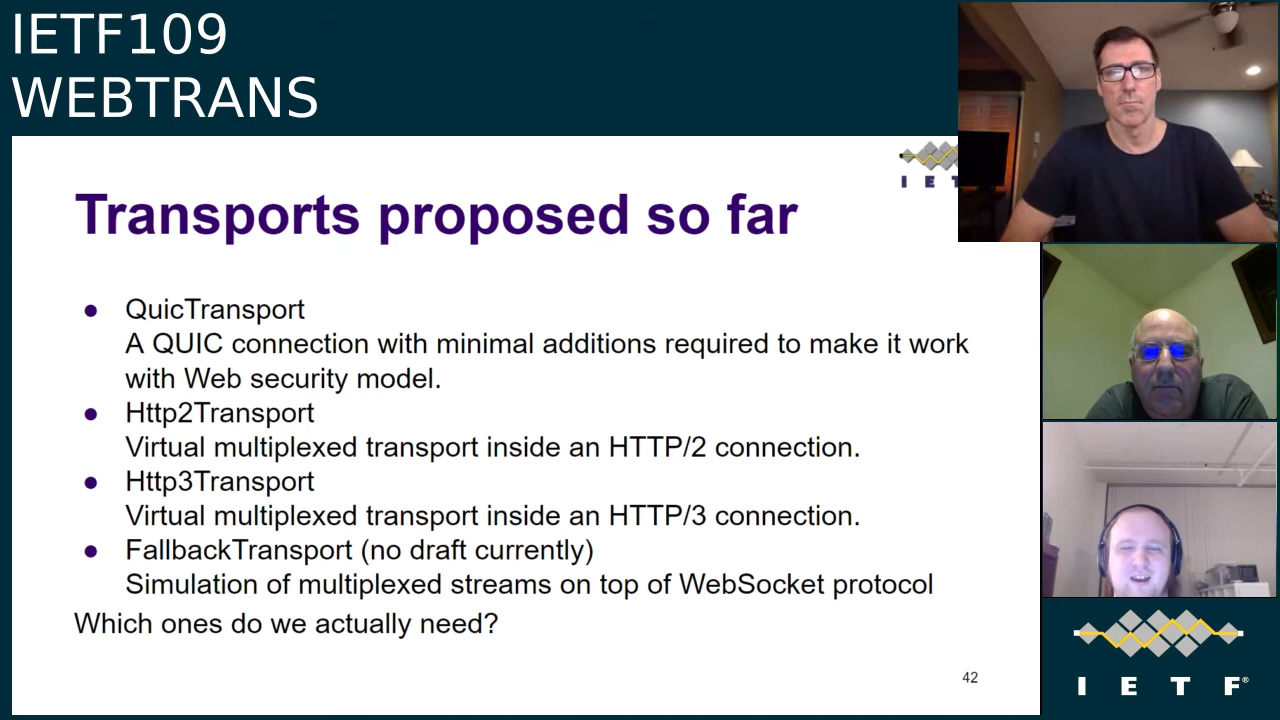 IETF109
WEBTRANS
I E T
Transports proposed so far
● QuicTransport
A QUIC connection with minimal additions required to make it work
with Web security model.
● Http2Transport
Virtual multiplexed transport inside an HTTP/2 connection.
● Http3Transport
Virtual multiplexed transport inside an HTTP/3 connection.
● FallbackTransport (no draft currently)
Simulation of multiplexed streams on top of WebSocket protocol
Which ones do we actually need?
42
I E T F®